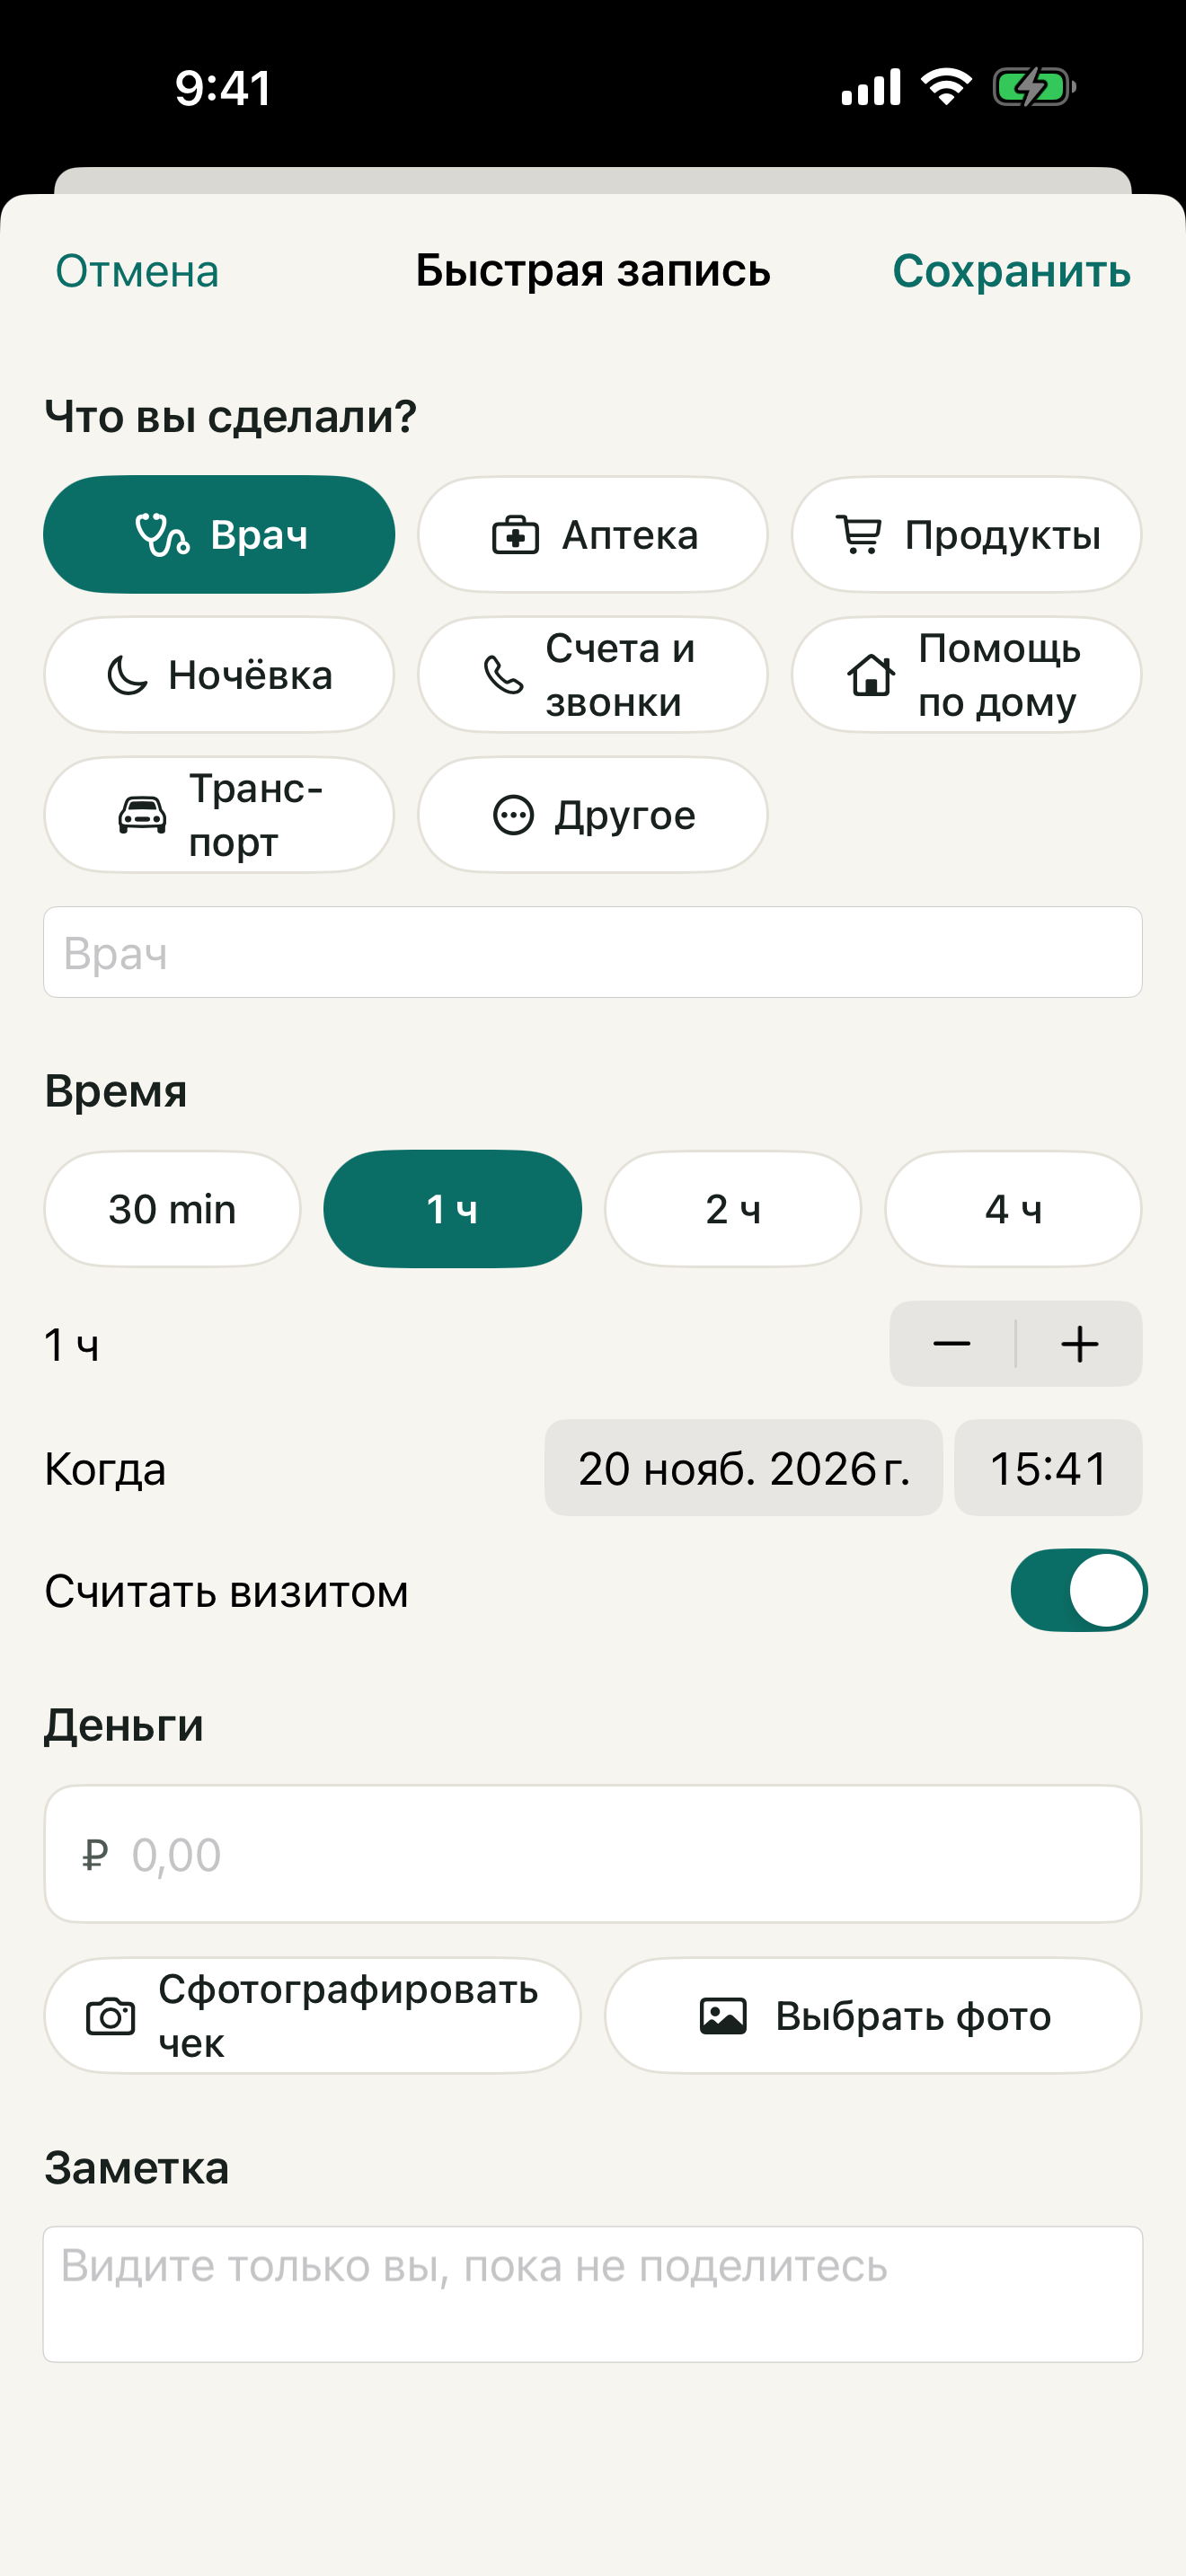 9:41
Отмена
Быстрая запись
Сохранить
Что вы сделали?
Врач
Аптека
Продукты
Ночёвка
Счета и
звонки
Помощь
по дому
Транс-
порт
Другое
Врач
Время
30 min
1 ч
2 ч
4 ч
1 ч
Когда
20 нояб. 2026 г.
15:41
Считать визитом
Деньги
₽ 0,00
Сфотографировать
чек
Выбрать фото
Заметка
Видите только вы, пока не поделитесь